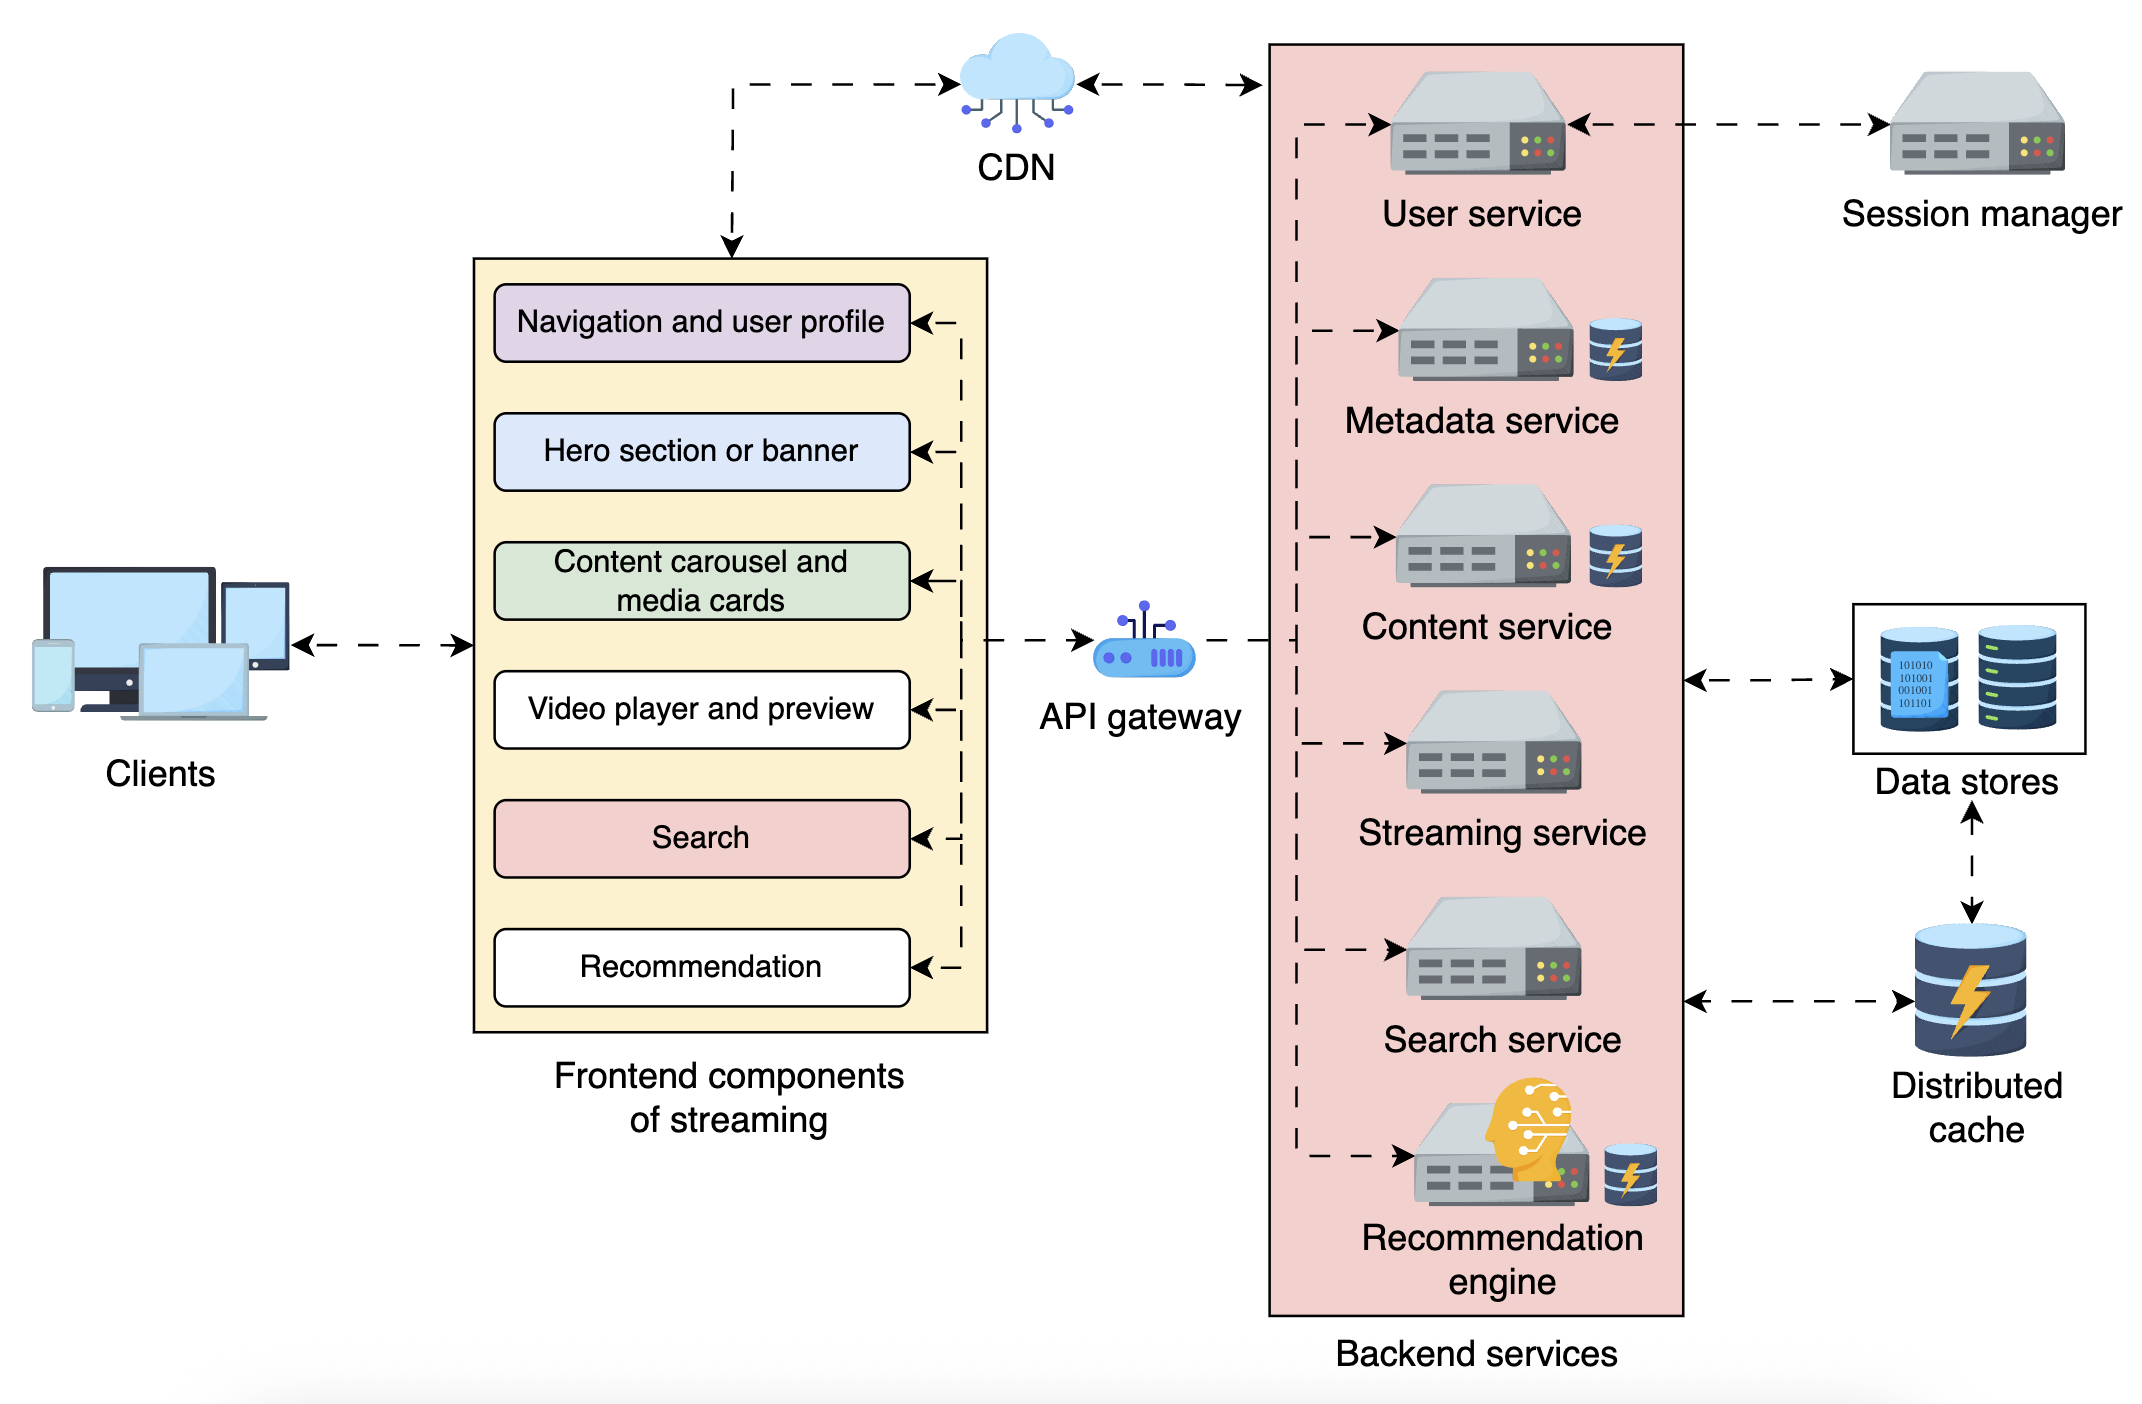 CDN
User service
Session manager
Navigation and user profile
Metadata service
Hero section or banner
Content carousel and
media cards
Content service
Clients
Video player and preview
API gateway
101010
101001
001001
101101
Data stores
Streaming service
Search
Recommendation
Search service
Frontend components
of streaming
Distributed
cache
Recommendation
engine
Backend services